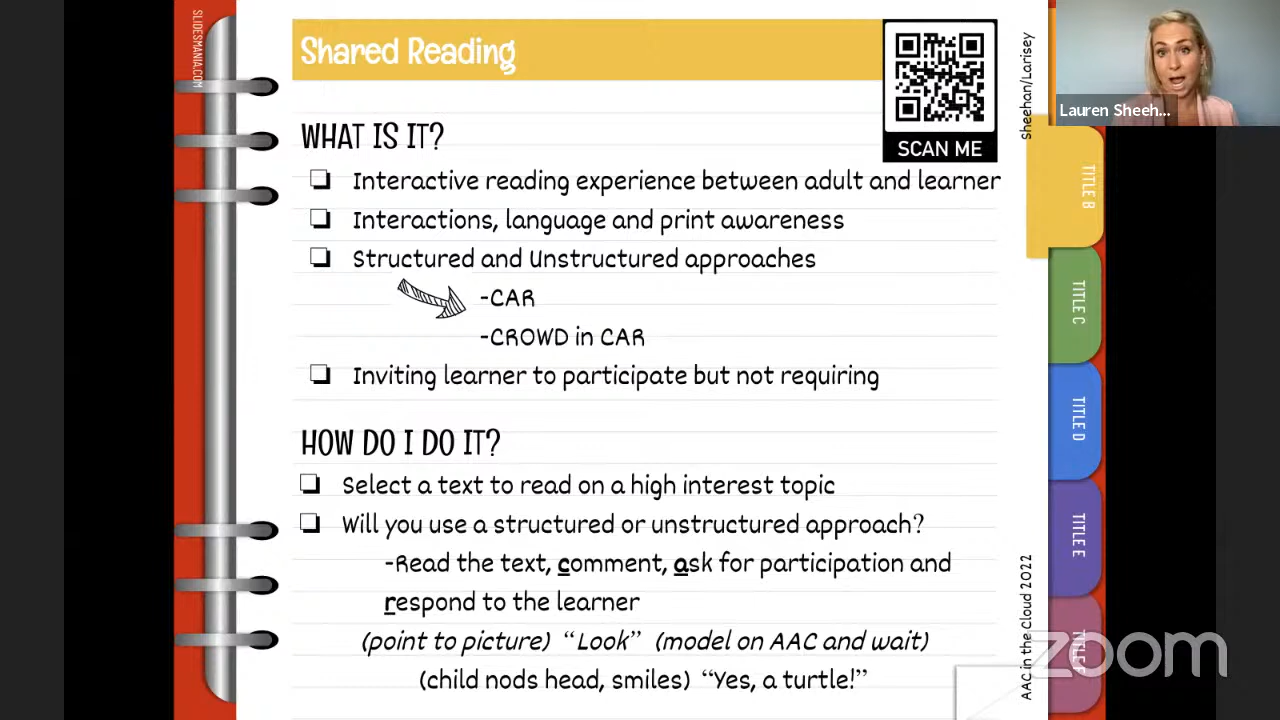 SLIDESMANIA.COM
Shared Reading
SCAN ME
Sheehan/Larisey
Lauren Sheeh...
WHAT IS IT?
❏ Interactive reading experience between adult and learner
❏ Interactions, language and print awareness
❏ Structured and Unstructured approaches
-CAR
-CROWD in CAR
❏ Inviting learner to participate but not requiring
HOW DO I DO IT?
❏ Select a text to read on a high interest topic
❏ Will you use a structured or unstructured approach?
-Read the text, comment, ask for participation and
respond to the learner
(point to picture) “Look” (model on AAC and wait)
(child nods head, smiles) “Yes, a turtle!”
TITLE B
TITLE C
TITLE D
TITLE E
TITLE F
AAC in the Cloud 2022
zoom